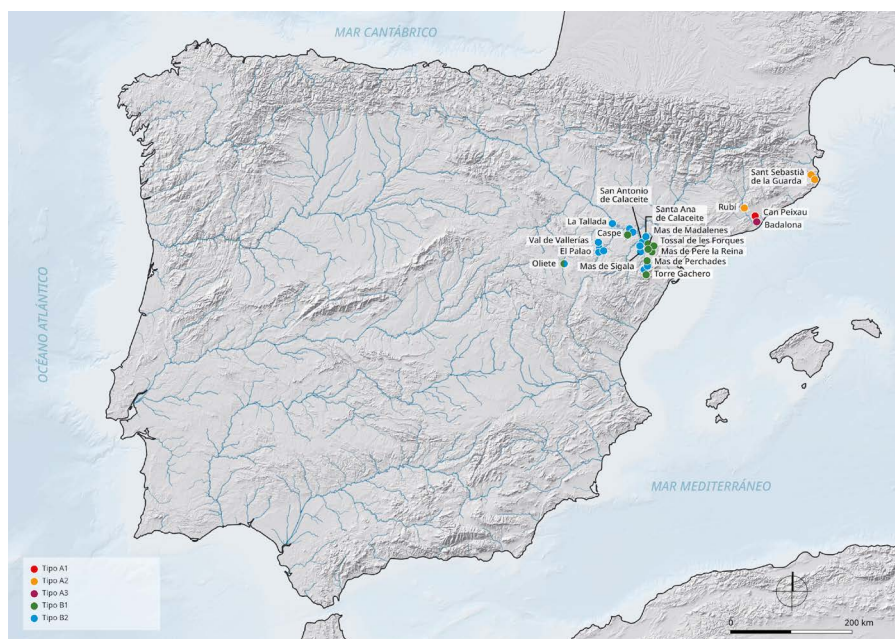 MAR CANTÁBRICO
OCÉANO ATLÁNTICO
MAR MEDITERRÁNEO
Sant Sebastià
de la Guarda
Rubí
Can Peixau
Badalona
San Antonio
de Calaceite
Santa Ana
de Calaceite
La Tallada
Caspe
Mas de Madalenes
Val de Vallerías
Tossal de les Forques
El Palao
Mas de Pere la Reina
Oliete
Mas de Sigala
Mas de Perchades
Torre Gachero
Tipo A1
Tipo A2
Tipo A3
Tipo B1
Tipo B2
0 200 km